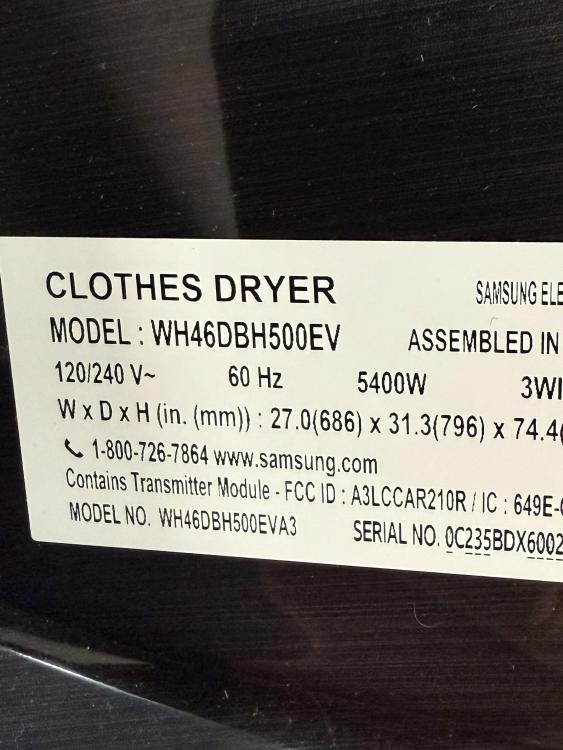 CLOTHES DRYER SAMSUNG ELE
MODEL : WH46DBH500EV ASSEMBLED IN
120/240 V~ 60 Hz 5400W 3WI
W x D x H (in. (mm)) : 27.0(686) x 31.3(796) x 74.4(
1-800-726-7864 www.samsung.com
Contains Transmitter Module - FCC ID : A3LCCAR210R / IC : 649E-
MODEL NO. WH46DBH500EVA3 SERIAL NO. 0C235BDX6002